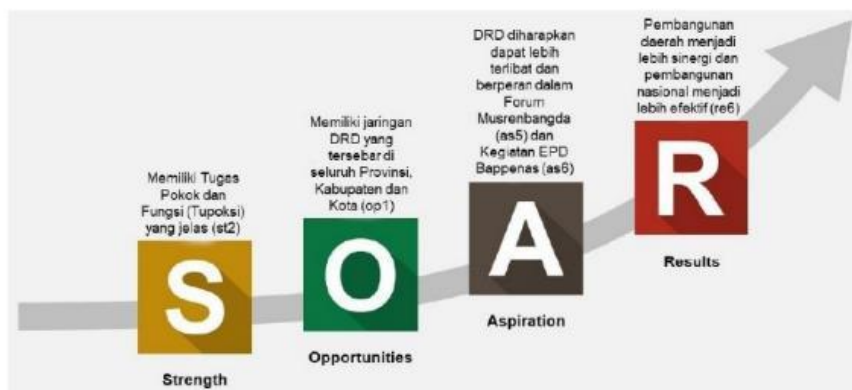 Memiliki Tugas
Pokok dan
Fungsi (Tupoksi)
yang jelas (st2)
S
Strength
Memiliki jaringan
DRD yang
tersebar di
seluruh Provinsi,
Kabupaten dan
Kota (op1)
O
Opportunities
DRD diharapkan
dapat lebih
terlibat dan
berperan dalam
Forum
Musrenbangda
(as5) dan
Kegiatan EPD
Bappenas (as6)
A
Aspiration
Pembangunan
daerah menjadi
lebih sinergi dan
pembangunan
nasional menjadi
lebih efektif (re6)
R
Results